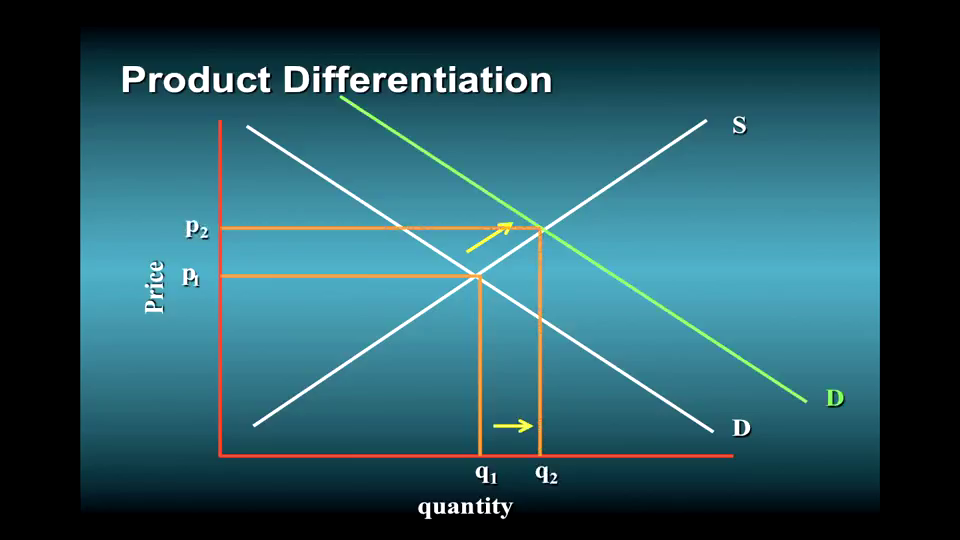 Product Differentiation
S
p2
p1
Price
D
D
q1 q2
quantity